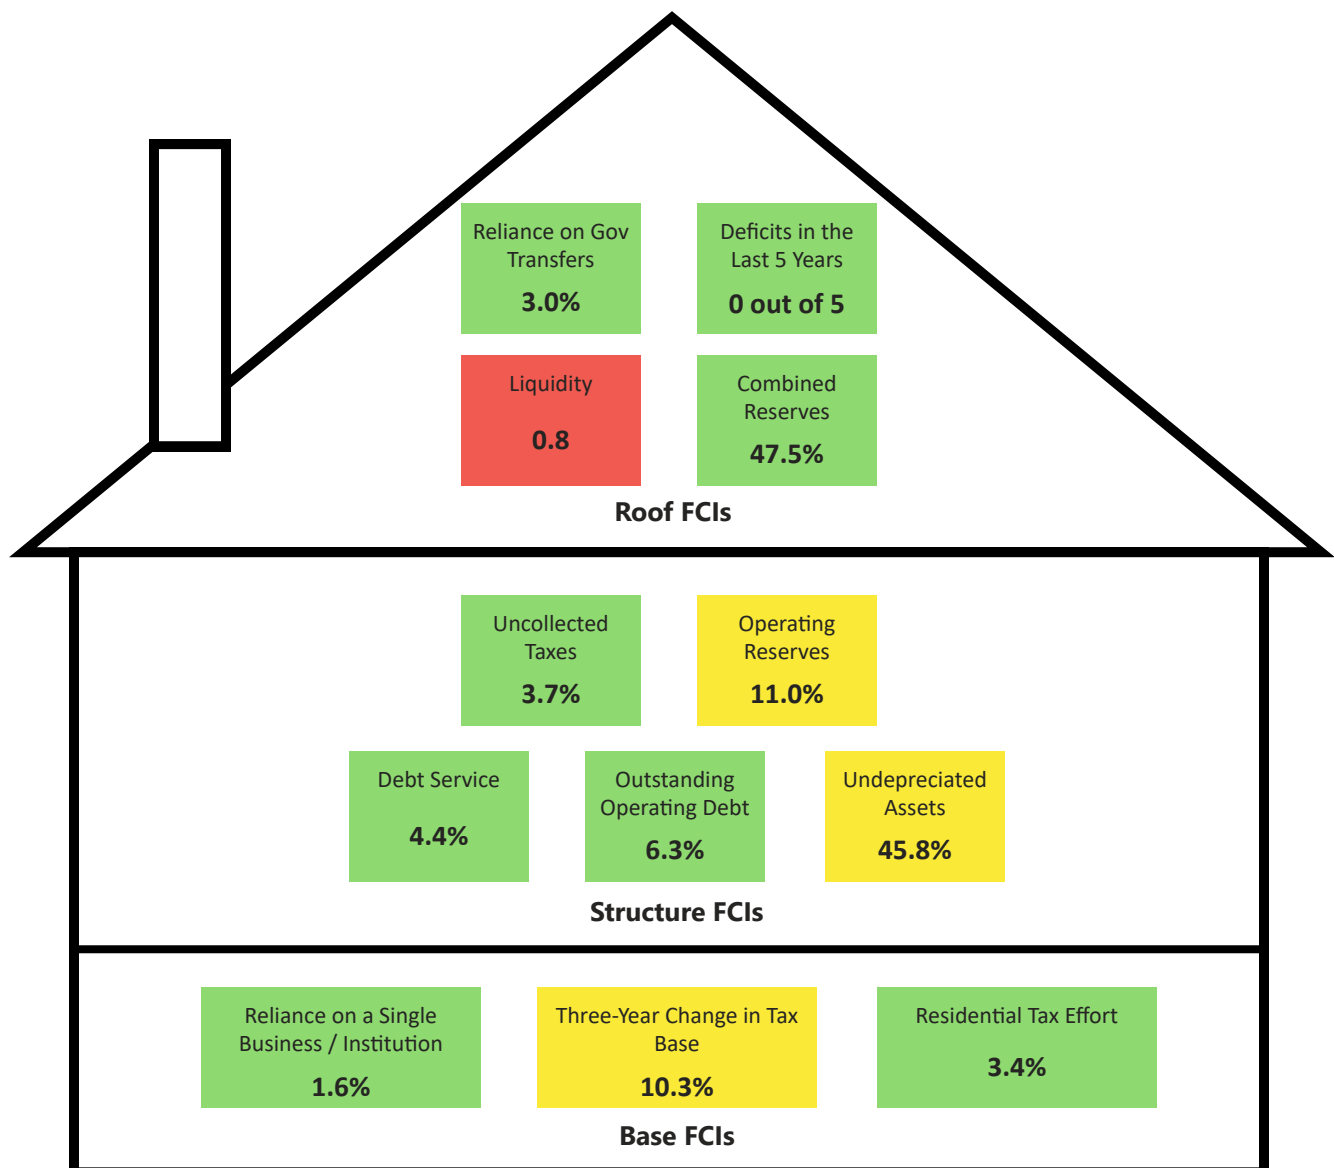 Reliance on Gov
Transfers
3.0%
Deficits in the
Last 5 Years
0 out of 5
Liquidity
0.8
Combined
Reserves
47.5%
Roof FCIs
Uncollected
Taxes
3.7%
Operating
Reserves
11.0%
Debt Service
4.4%
Outstanding
Operating Debt
6.3%
Undepreciated
Assets
45.8%
Structure FCIs
Reliance on a Single
Business / Institution
1.6%
Three-Year Change in Tax
Base
10.3%
Residential Tax Effort
3.4%
Base FCIs